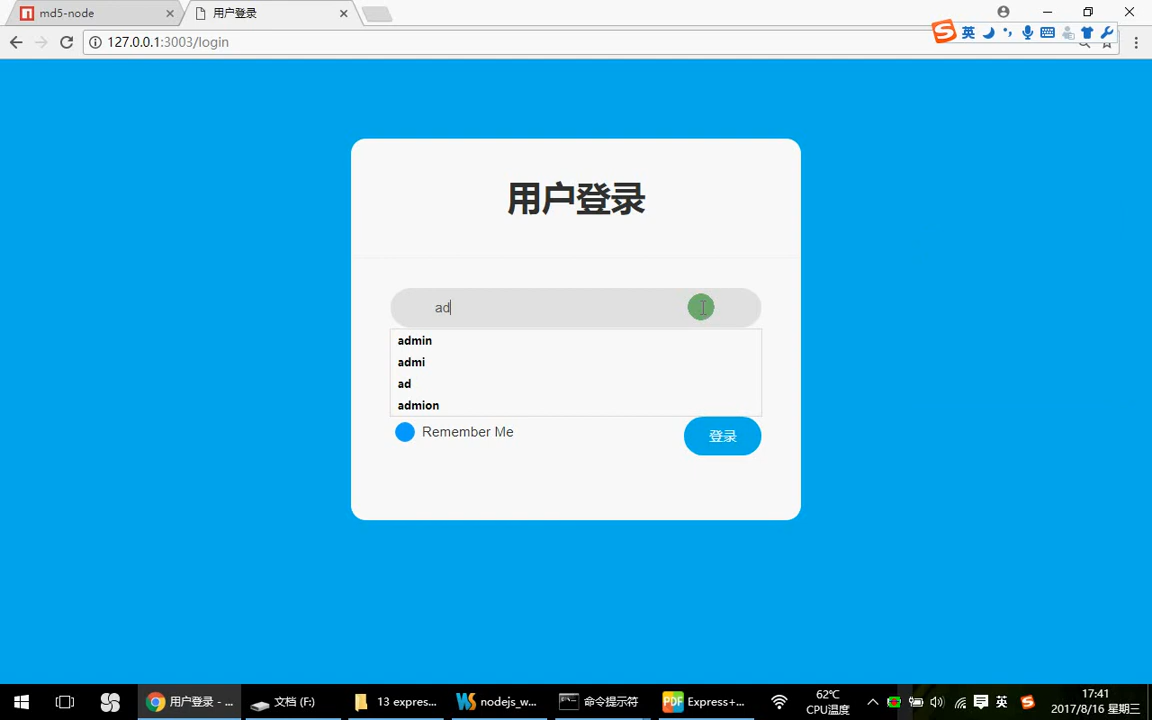 md5-node
用户登录
127.0.0.1:3003/login
英
用户登录
ad
admin
admi
ad
admion
Remember Me
登录
用户登录 - ...
文档 (F:)
13 expres...
nodejs_w...
命令提示符
Express+...
62℃
CPU温度
英
17:41
2017/8/16 星期三